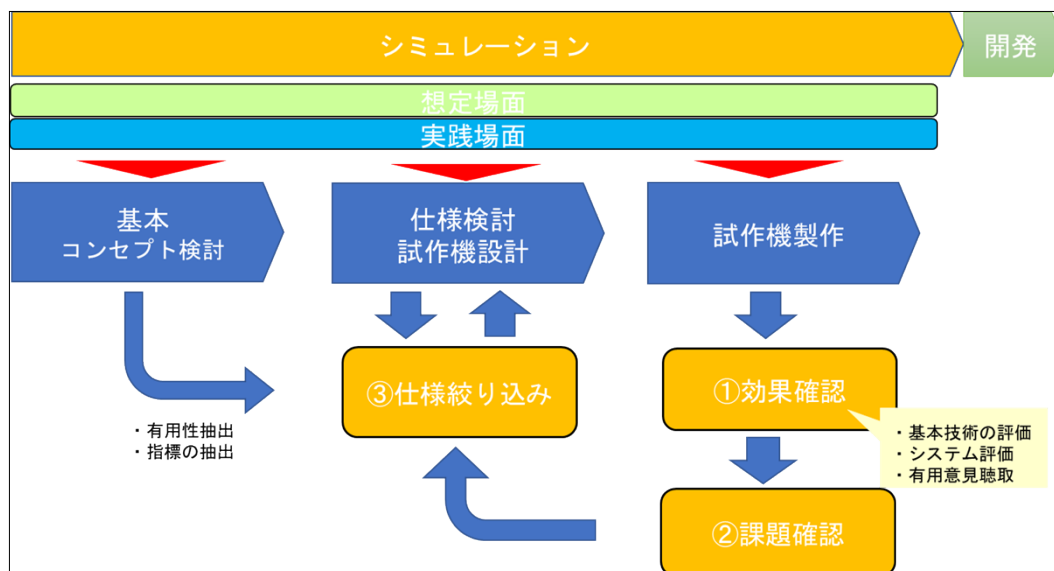 シミュレーション
開発
想定場面
実践場面
基本
コンセプト検討
仕様検討
試作機設計
試作機製作
③仕様絞り込み
①効果確認
・有用性抽出
・指標の抽出
・基本技術の評価
・システム評価
・有用意見聴取
②課題確認